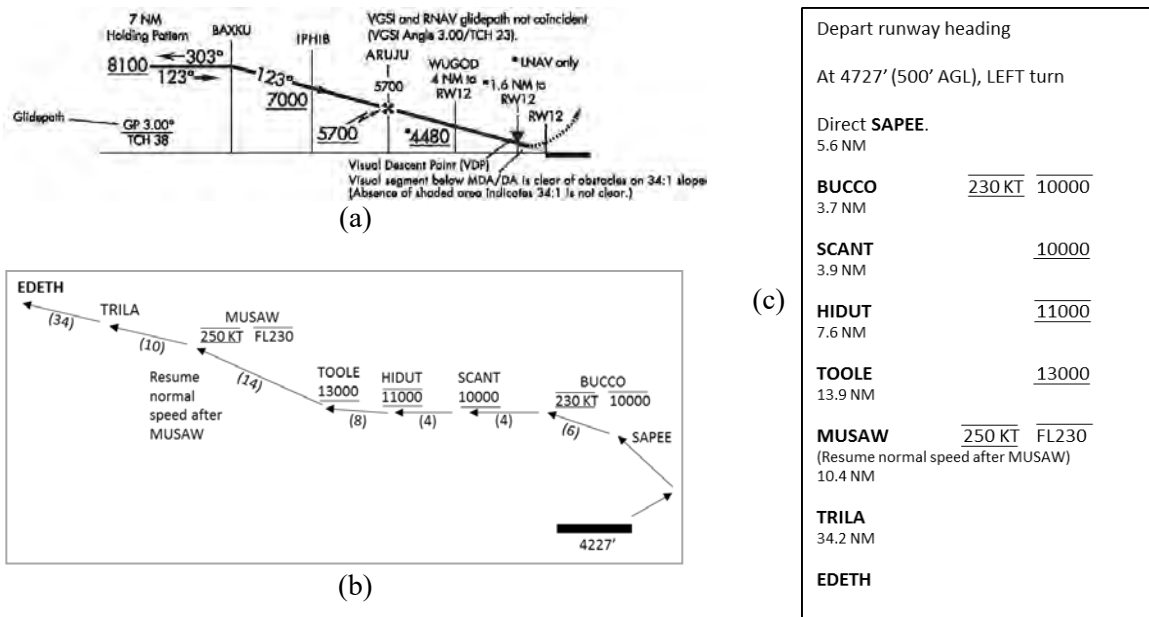 7 NM
Holding Pattern
BAXKU
IPHIB
VGSI and RNAV glidepath not coincident
(VGSI Angle 3.00/TCH 23).
ARUJU
5700
WUGOD
4 NM to
RW12
*LNAV only
*1.6 NM to
RW12
RW12
8100
303°
123°
123°
7000
5700
*4480
Glidepath
GP 3.00°
TCH 38
Visual Descent Point (VDP)
Visual segment below MDA/DA is clear of obstacles on 34:1 slope
(Absence of shaded area indicates 34:1 is not clear.)
(a)
EDETH
TRILA
MUSAW
250 KT FL230
(34)
(10)
(14)
Resume
normal
speed after
MUSAW
TOOLE
13000
HIDUT
11000
SCANT
10000
BUCCO
230 KT 10000
(8)
(4)
(4)
(6)
SAPEE
4227'
(b)
(c)
Depart runway heading
At 4727' (500' AGL), LEFT turn
Direct SAPEE.
5.6 NM
BUCCO 230 KT 10000
3.7 NM
SCANT 10000
3.9 NM
HIDUT 11000
7.6 NM
TOOLE 13000
13.9 NM
MUSAW 250 KT FL230
(Resume normal speed after MUSAW)
10.4 NM
TRILA
34.2 NM
EDETH